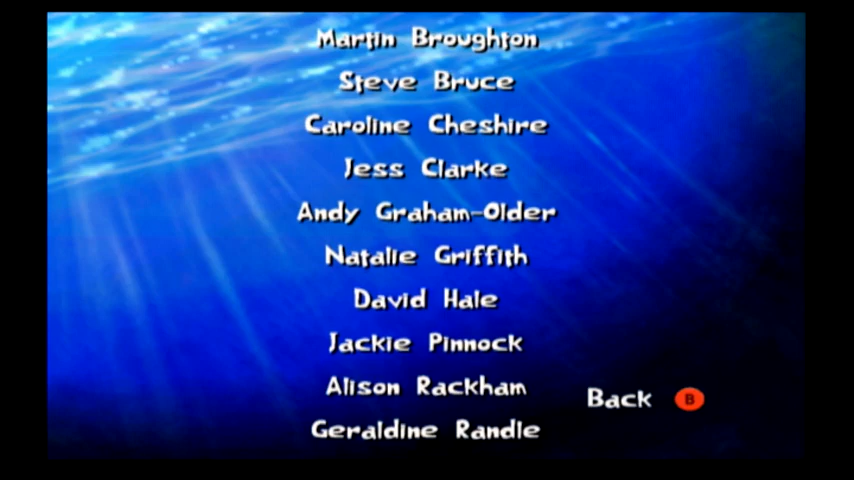 Martin Broughton
Steve Bruce
Caroline Cheshire
Jess Clarke
Andy Graham-Older
Natalie Griffith
David Hale
Jackie Pinnock
Alison Rackham
Back B
Geraldine Randle